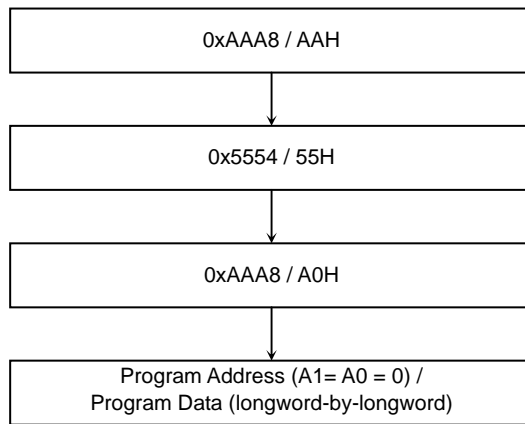 0xAAA8 / AAH
0x5554 / 55H
0xAAA8 / A0H
Program Address (A1= A0 = 0) /
Program Data (longword-by-longword)